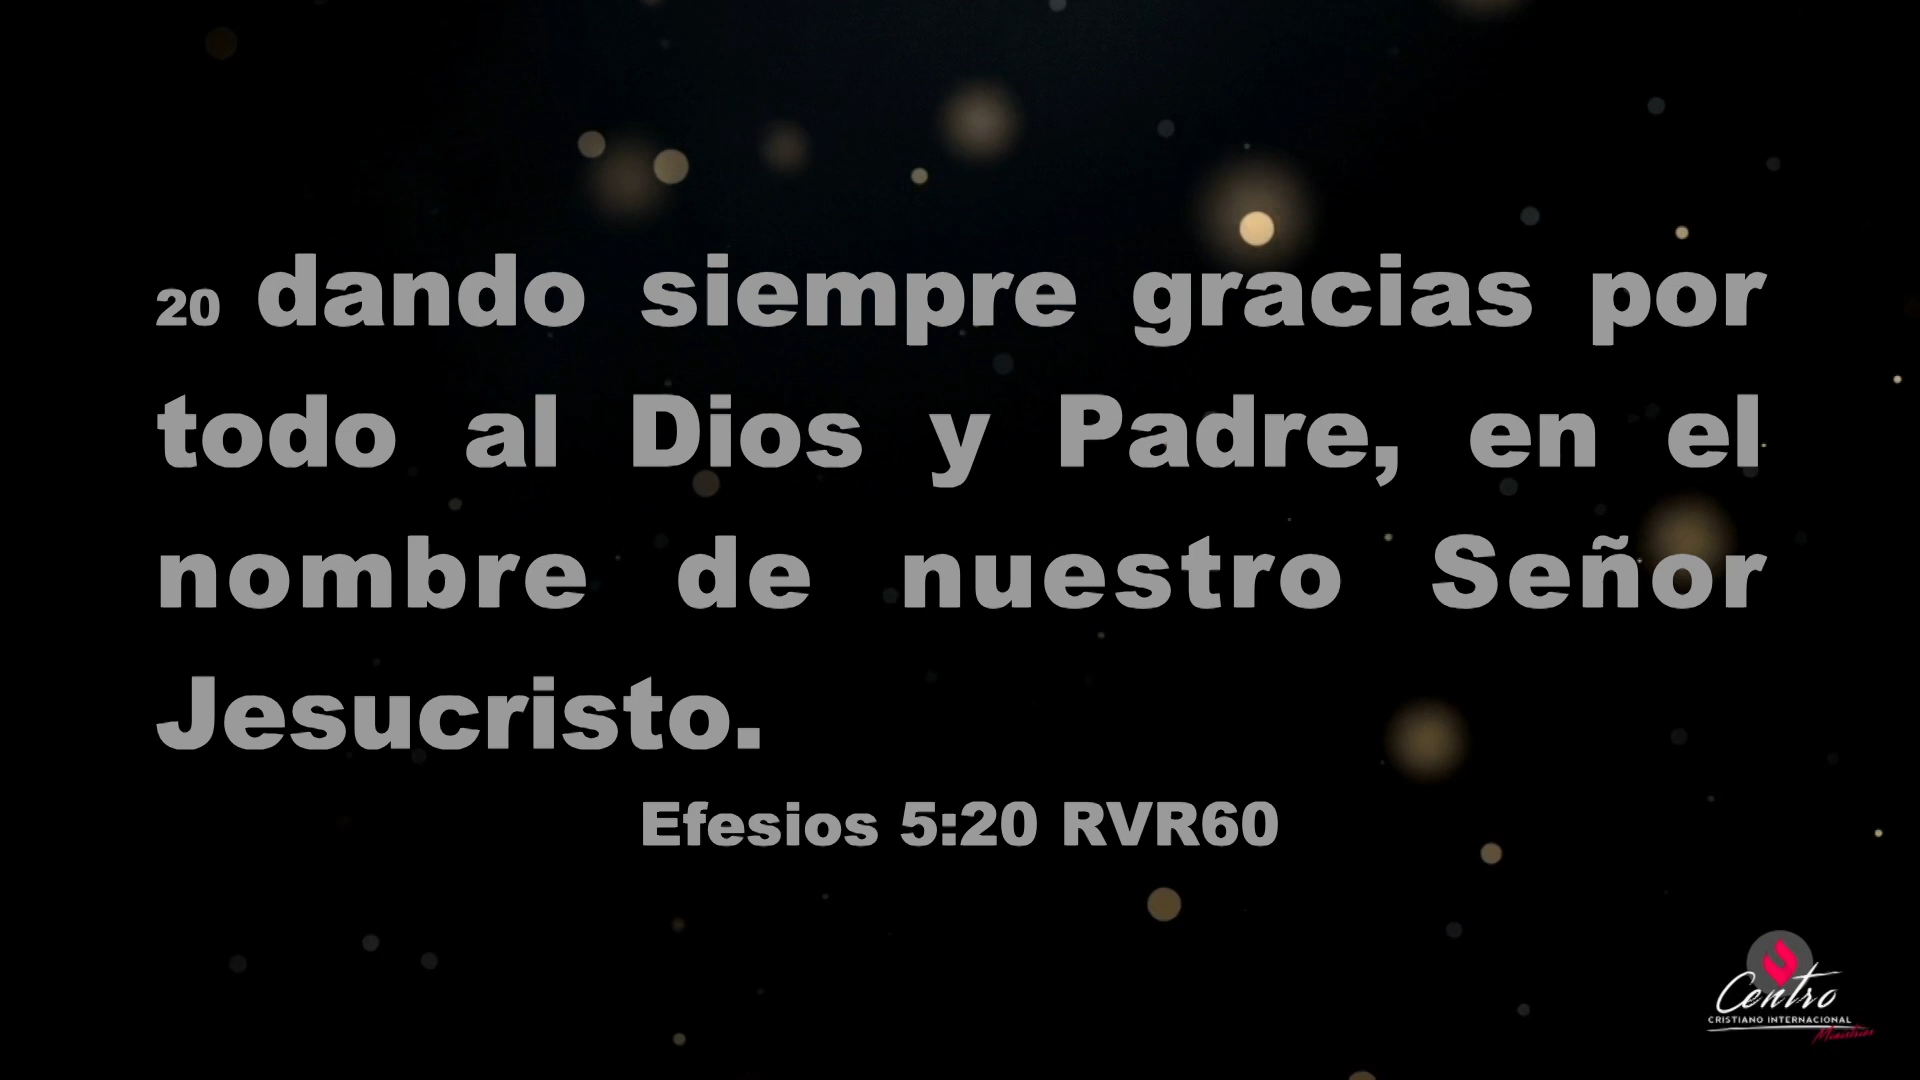 20 dando siempre gracias por
todo al Dios y Padre, en el
nombre de nuestro Señor
Jesucristo.
Efesios 5:20 RVR60
Centro
CRISTIANO INTERNACIONAL
Ministries